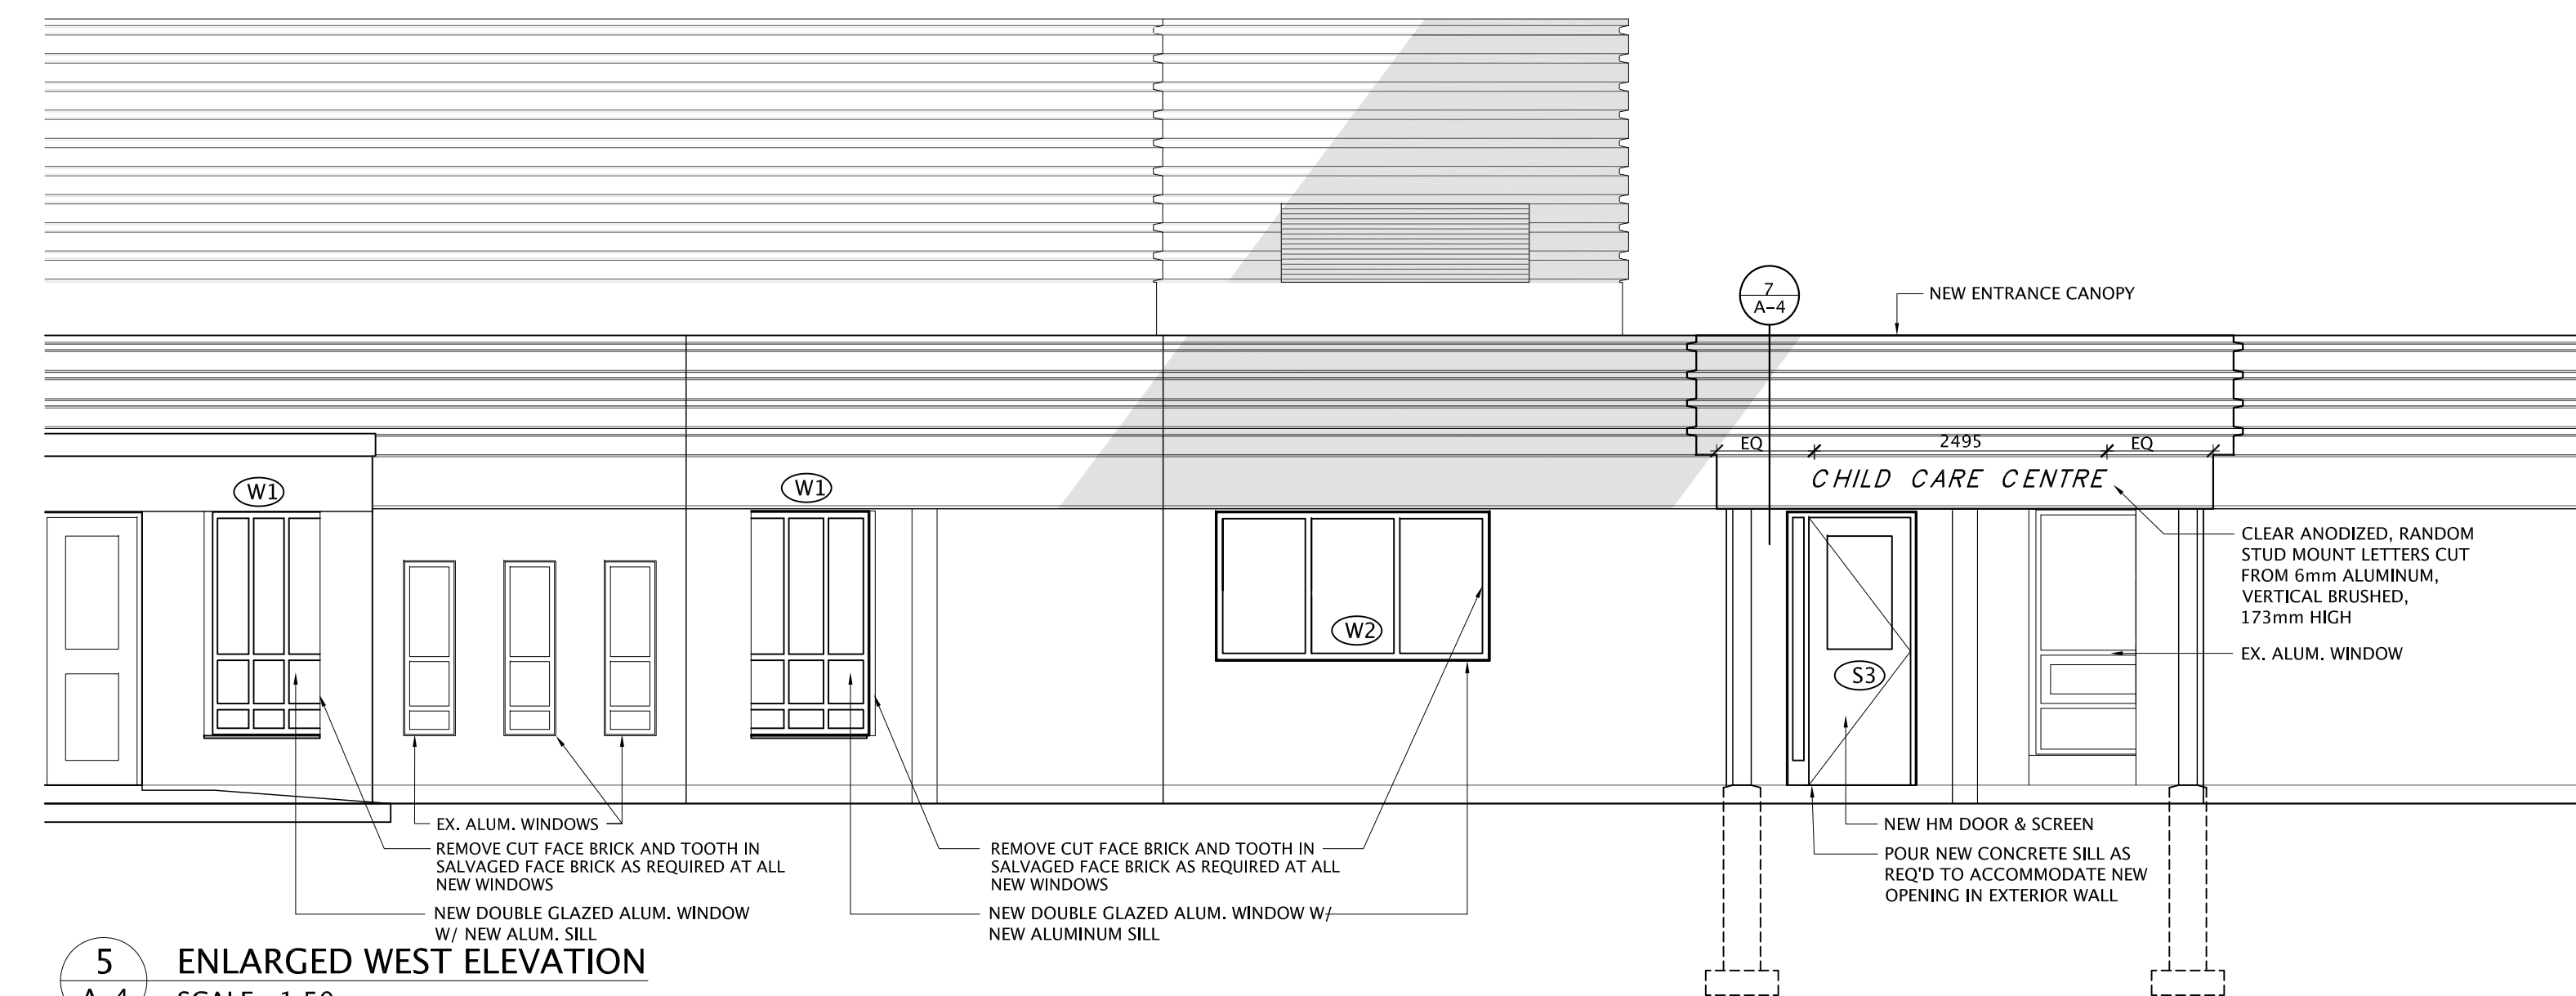 7
A-4
NEW ENTRANCE CANOPY
EQ
2495
EQ
CHILD CARE CENTRE
W1
W1
W2
S3
CLEAR ANODIZED, RANDOM
STUD MOUNT LETTERS CUT
FROM 6mm ALUMINUM,
VERTICAL BRUSHED,
173mm HIGH
EX. ALUM. WINDOW
EX. ALUM. WINDOWS
REMOVE CUT FACE BRICK AND TOOTH IN
SALVAGED FACE BRICK AS REQUIRED AT ALL
NEW WINDOWS
NEW DOUBLE GLAZED ALUM. WINDOW
W/ NEW ALUM. SILL
REMOVE CUT FACE BRICK AND TOOTH IN
SALVAGED FACE BRICK AS REQUIRED AT ALL
NEW WINDOWS
NEW DOUBLE GLAZED ALUM. WINDOW W/
NEW ALUMINUM SILL
NEW HM DOOR & SCREEN
POUR NEW CONCRETE SILL AS
REQ'D TO ACCOMMODATE NEW
OPENING IN EXTERIOR WALL
5
A-4
ENLARGED WEST ELEVATION
SCALE 1:50